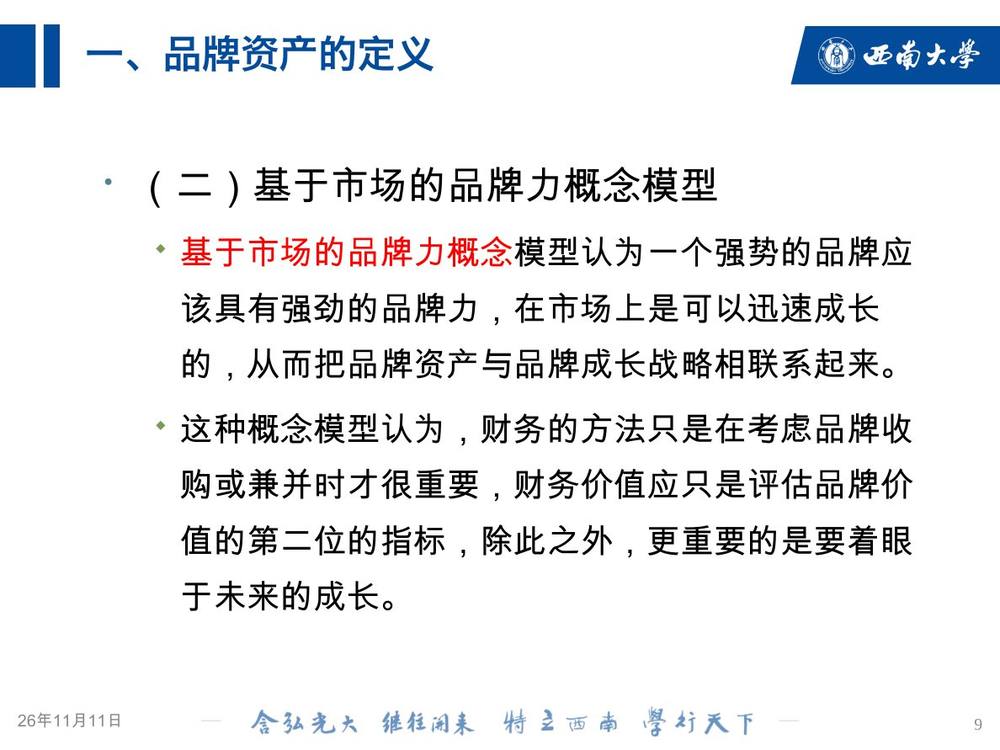 一、品牌资产的定义
西南大学
（二）基于市场的品牌力概念模型
基于市场的品牌力概念模型认为一个强势的品牌应
该具有强劲的品牌力，在市场上是可以迅速成长
的，从而把品牌资产与品牌成长战略相联系起来。
这种概念模型认为，财务的方法只是在考虑品牌收
购或兼并时才很重要，财务价值应只是评估品牌价
值的第二位的指标，除此之外，更重要的是要着眼
于未来的成长。
26年11月11日
含弘光大 继往开来 特立西南 学行天下
9